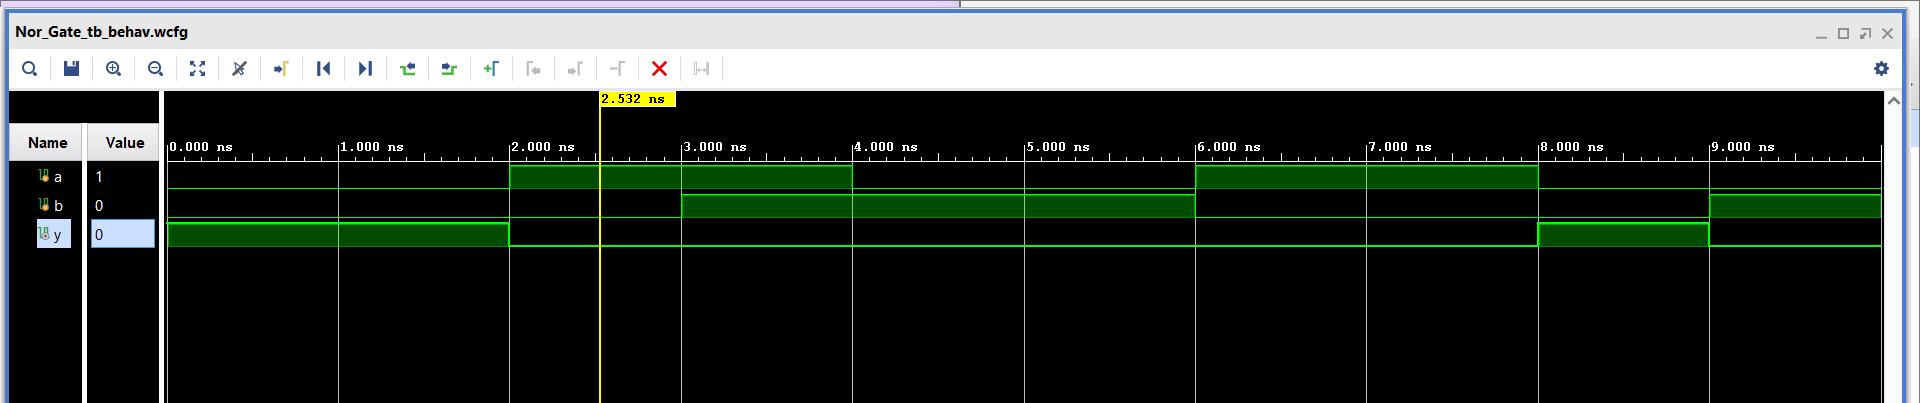 Nor_Gate_tb_behav.wcfg
2.532 ns
Name Value
0.000 ns 1.000 ns 2.000 ns 3.000 ns 4.000 ns 5.000 ns 6.000 ns 7.000 ns 8.000 ns 9.000 ns
a 1
b 0
y 0